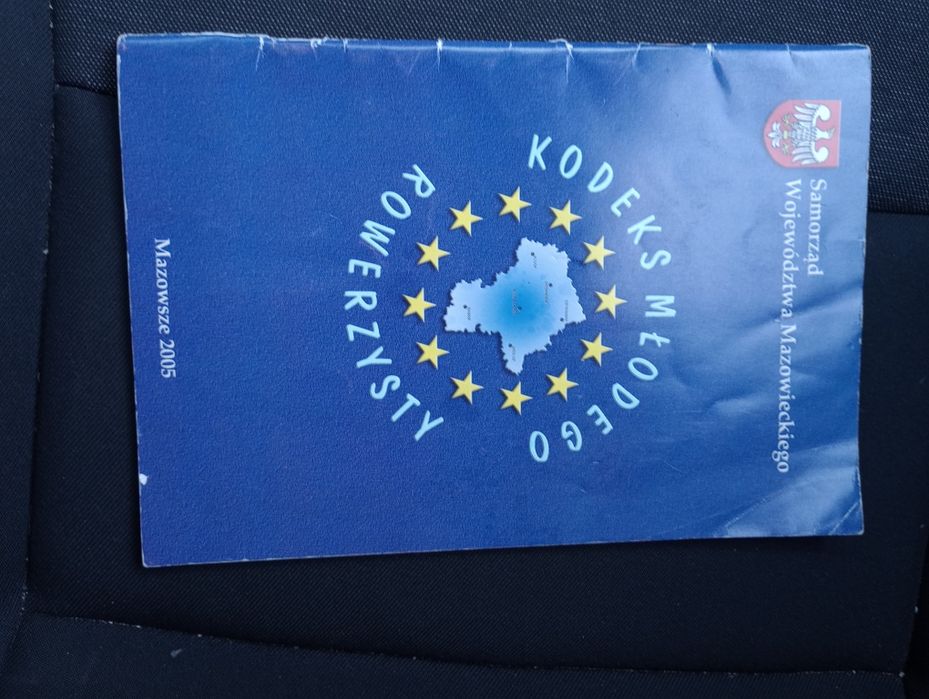 Samorząd
Województwa Mazowieckiego
KODEKS MŁODEGO
ROWERZYSTY
Mazowsze 2005